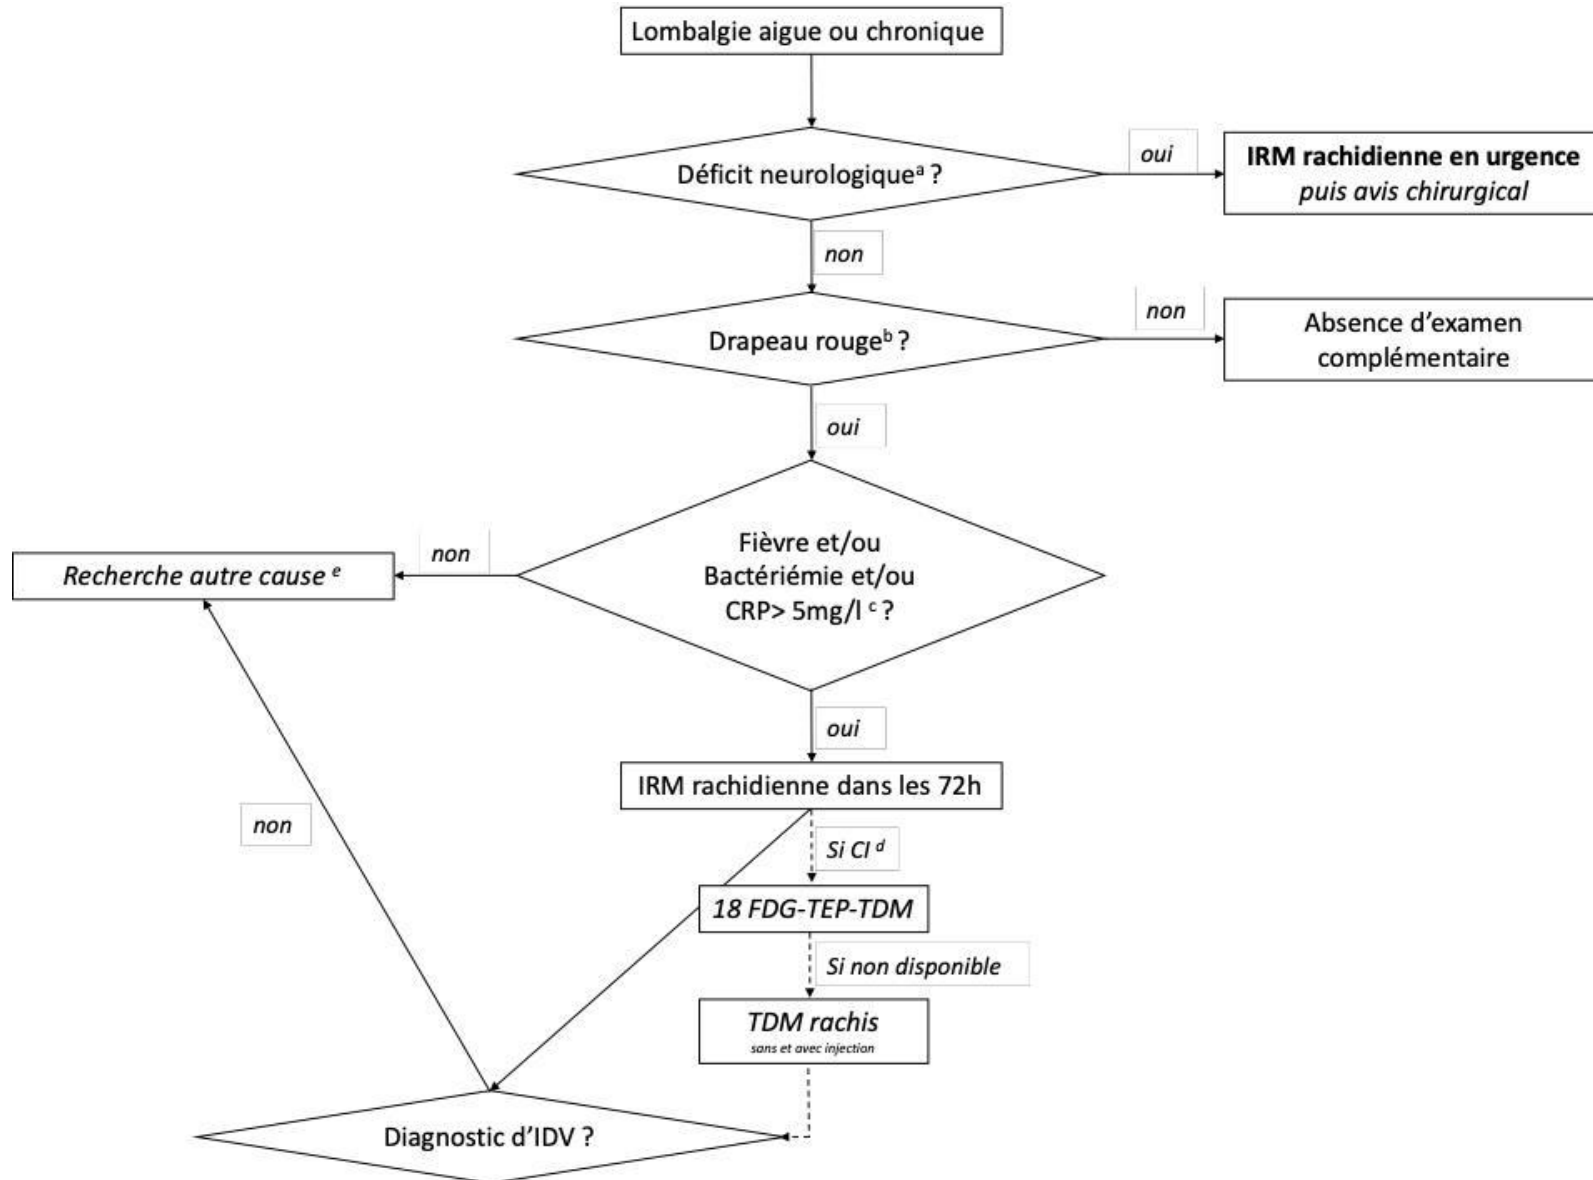 Lombalgie aigue ou chronique
Déficit neurologiqueᵃ ?
oui
IRM rachidienne en urgence
puis avis chirurgical
non
Drapeau rougeᵇ ?
non
Absence d'examen
complémentaire
oui
Fièvre et/ou
Bactériémie et/ou
CRP> 5mg/l ᶜ ?
non
Recherche autre cause ᵉ
oui
IRM rachidienne dans les 72h
non
Si CI ᵈ
18 FDG-TEP-TDM
Si non disponible
TDM rachis
sans et avec injection
Diagnostic d'IDV ?